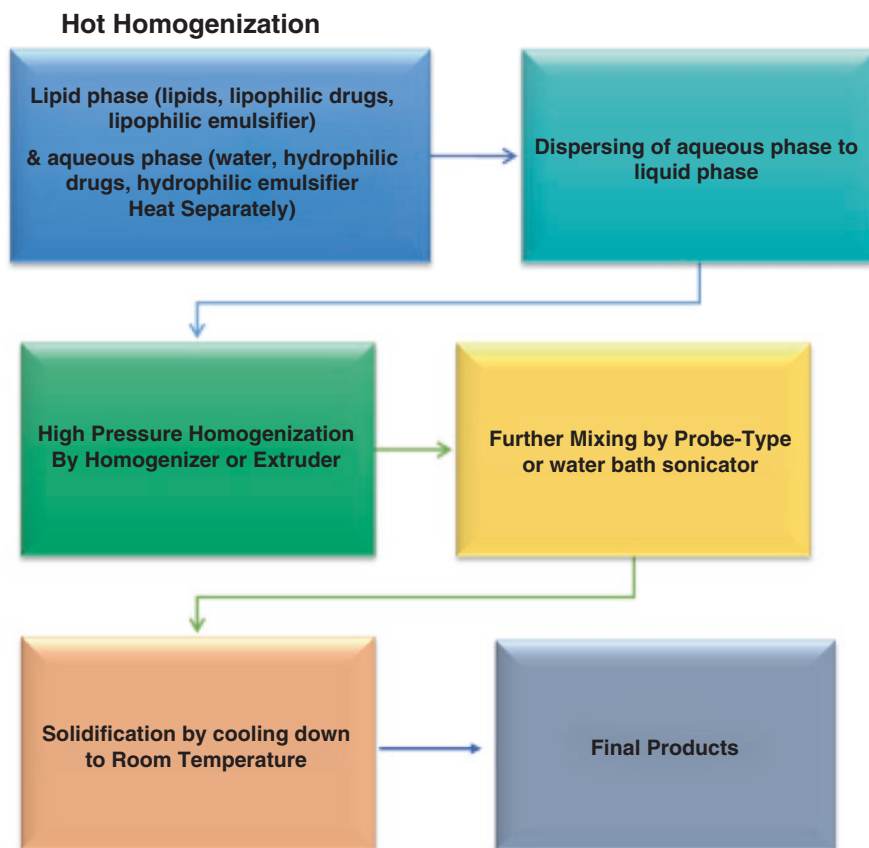 Hot Homogenization
Lipid phase (lipids, lipophilic drugs,
lipophilic emulsifier)
& aqueous phase (water, hydrophilic
drugs, hydrophilic emulsifier
Heat Separately)
Dispersing of aqueous phase to
liquid phase
High Pressure Homogenization
By Homogenizer or Extruder
Further Mixing by Probe-Type
or water bath sonicator
Solidification by cooling down
to Room Temperature
Final Products